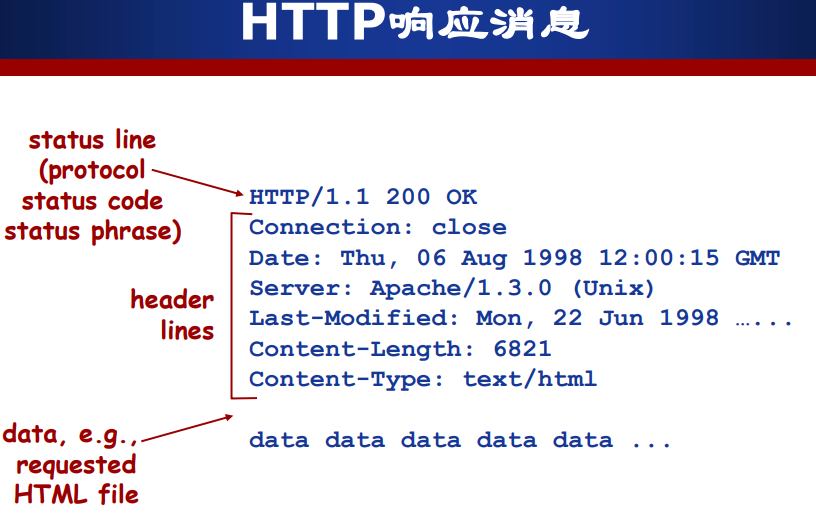 HTTP响应消息
status line
(protocol
status code
status phrase)
HTTP/1.1 200 OK
Connection: close
Date: Thu, 06 Aug 1998 12:00:15 GMT
Server: Apache/1.3.0 (Unix)
Last-Modified: Mon, 22 Jun 1998 …...
Content-Length: 6821
Content-Type: text/html
header
lines
data, e.g.,
requested
HTML file
data data data data data ...